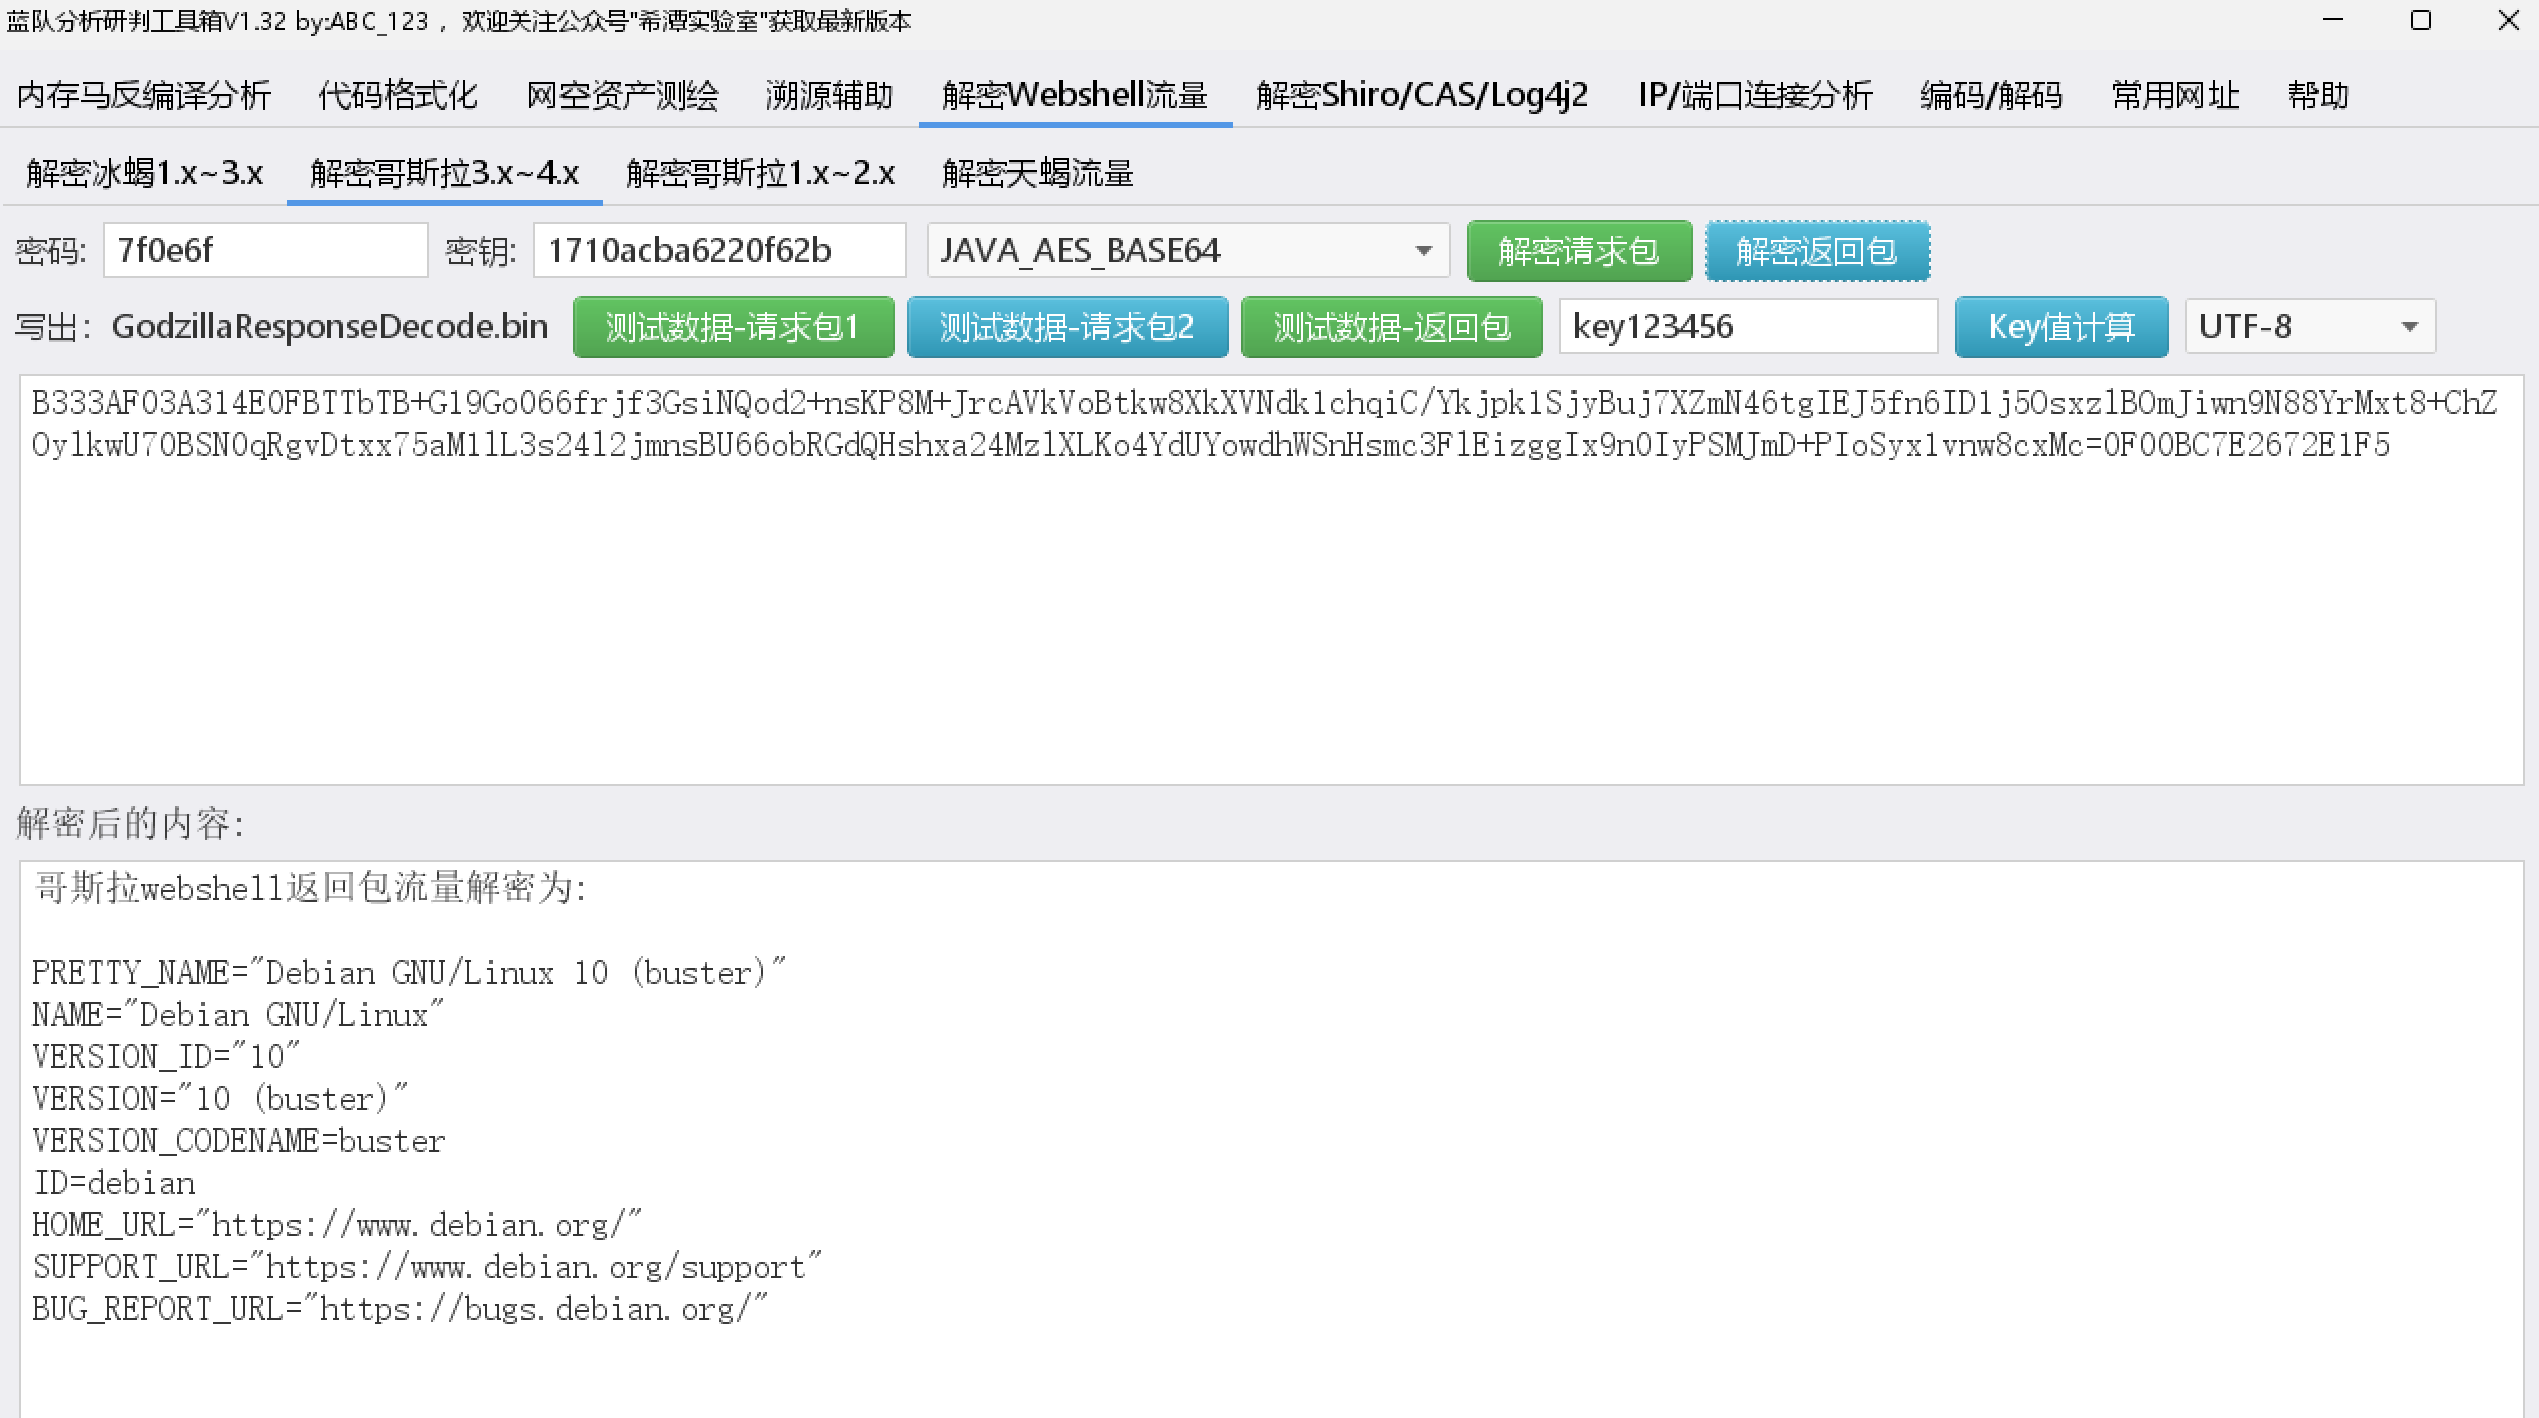 蓝队分析研判工具箱V1.32 by:ABC_123 ，欢迎关注公众号"希潭实验室"获取最新版本
内存马反编译分析 代码格式化 网空资产测绘 溯源辅助 解密Webshell流量 解密Shiro/CAS/Log4j2 IP/端口连接分析 编码/解码 常用网址 帮助
解密冰蝎1.x~3.x 解密哥斯拉3.x~4.x 解密哥斯拉1.x~2.x 解密天蝎流量
密码: 7f0e6f 密钥: 1710acba6220f62b JAVA_AES_BASE64 解密请求包 解密返回包
写出: GodzillaResponseDecode.bin 测试数据-请求包1 测试数据-请求包2 测试数据-返回包 key123456 Key值计算 UTF-8
B333AF03A314E0FBTTbTB+G19Go066frjf3GsiNQod2+nsKP8M+JrcAVkVoBtkw8XkXVNdk1chqiC/Ykjpk1SjyBuj7XZmN46tgIEJ5fn6ID1j5OsxzlBOmJiwn9N88YrMxt8+ChZ
OylkwU70BSN0qRgvDtxx75aM1lL3s24l2jmnsBU66obRGdQHshxa24MzlXLKo4YdUYowdhWSnHsmc3FlEizggIx9n0IyPSMJmD+PIoSyx1vnw8cxMc=0F00BC7E2672E1F5
解密后的内容:
哥斯拉webshell返回包流量解密为:
PRETTY_NAME="Debian GNU/Linux 10 (buster)"
NAME="Debian GNU/Linux"
VERSION_ID="10"
VERSION="10 (buster)"
VERSION_CODENAME=buster
ID=debian
HOME_URL="https://www.debian.org/"
SUPPORT_URL="https://www.debian.org/support"
BUG_REPORT_URL="https://bugs.debian.org/"